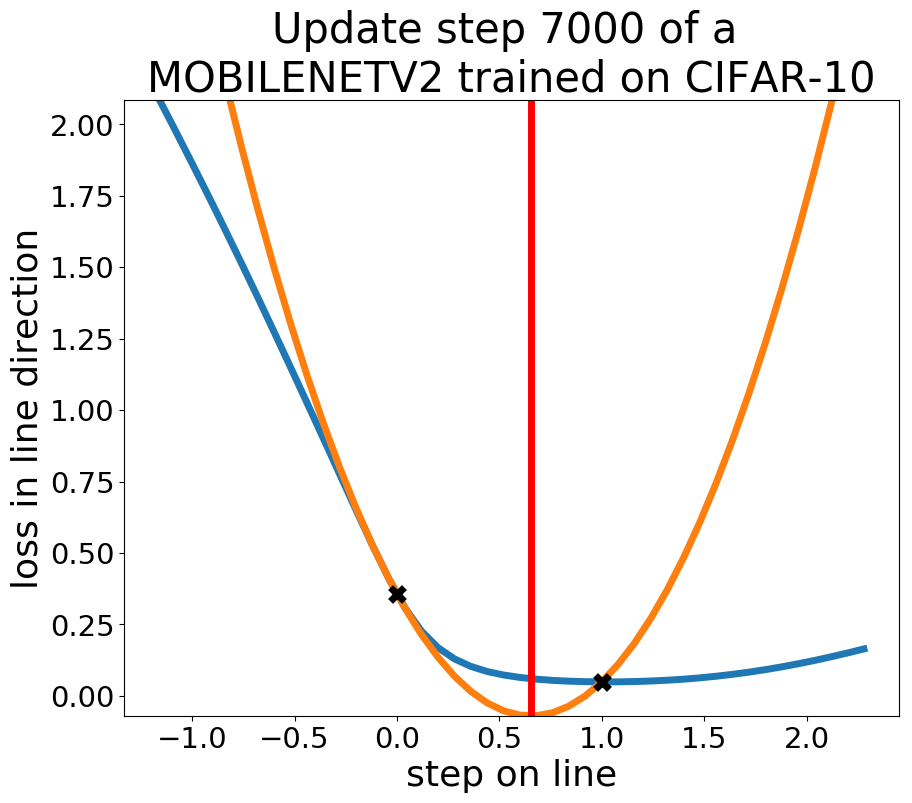 Update step 7000 of a
MOBILENETV2 trained on CIFAR-10
2.00
1.75
1.50
1.25
1.00
0.75
0.50
0.25
0.00
loss in line direction
−1.0 −0.5 0.0 0.5 1.0 1.5 2.0
step on line